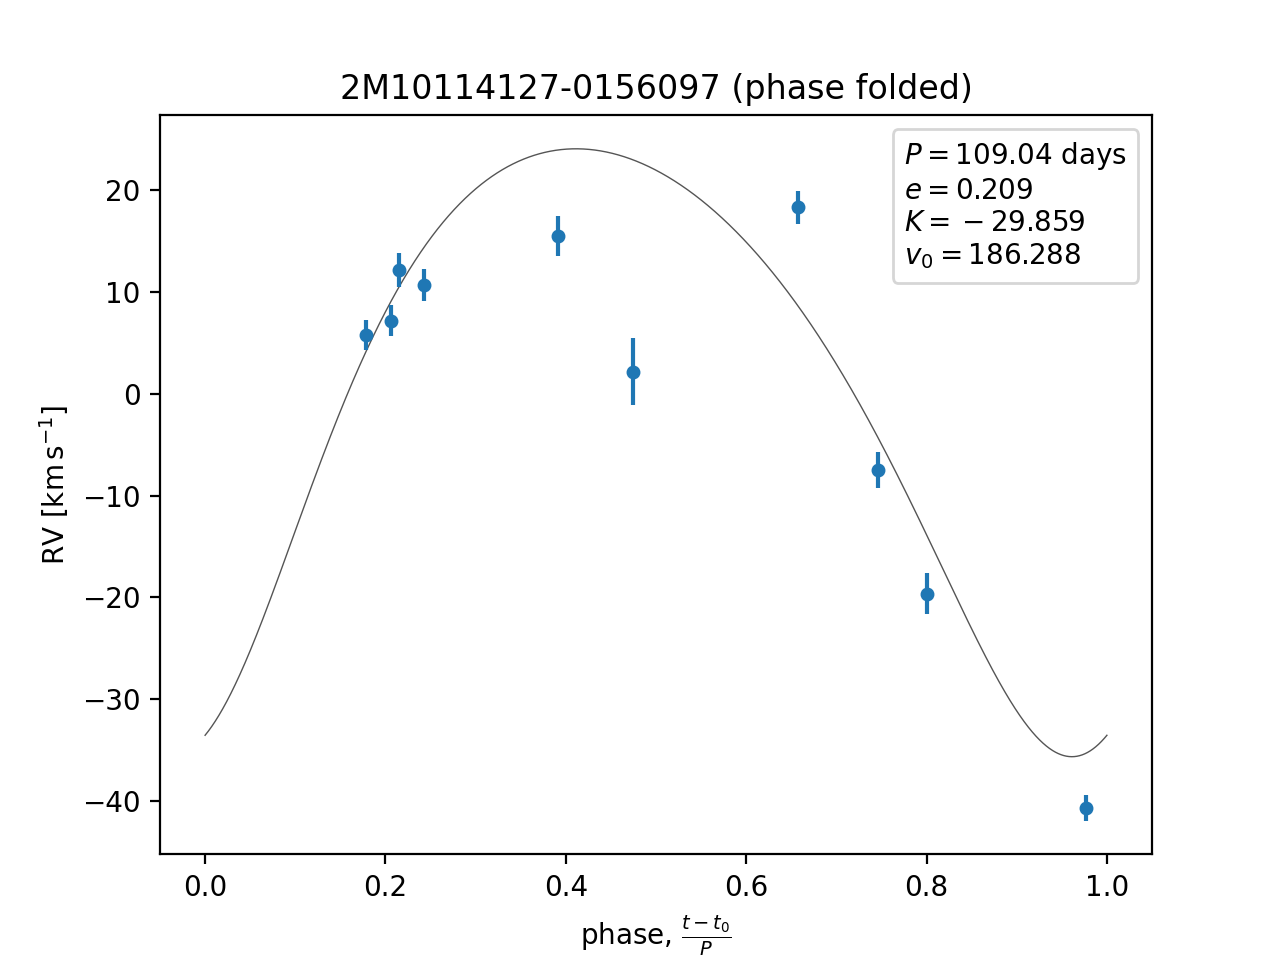 2M10114127-0156097 (phase folded)
P = 109.04 days
e = 0.209
K = − 29.859
v₀ = 186.288
RV [km s⁻¹]
20
10
0
−10
−20
−30
−40
0.0 0.2 0.4 0.6 0.8 1.0
phase, (t − t₀)/P